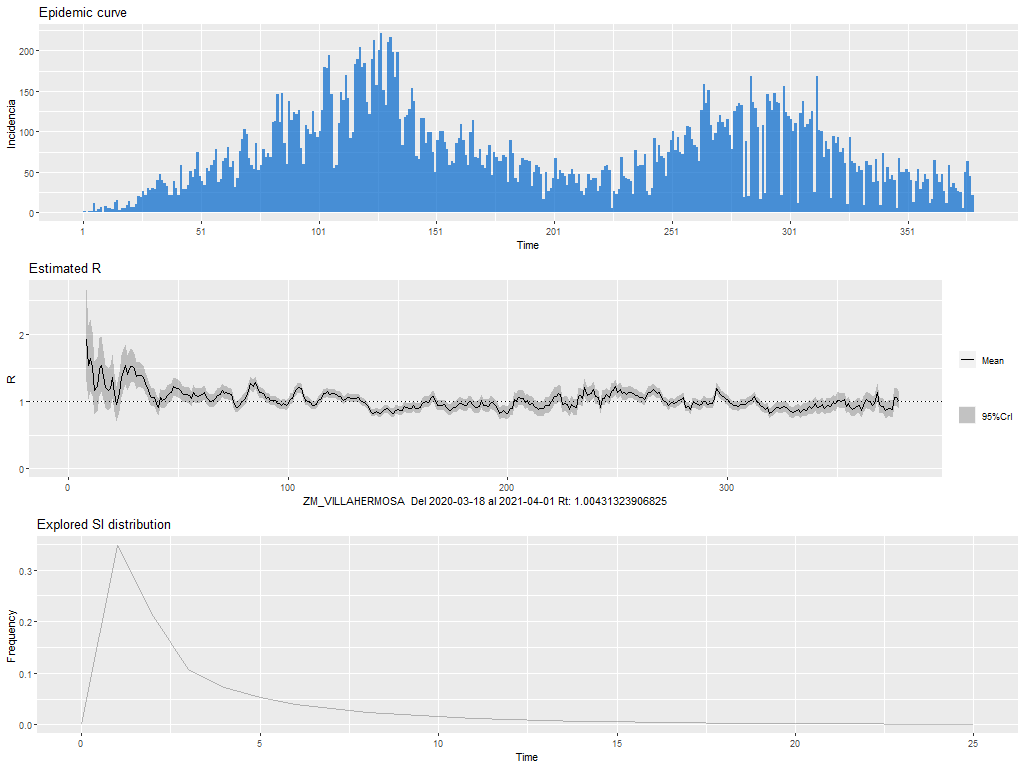 Epidemic curve
Incidencia
200
150
100
50
0
1 51 101 151 201 251 301 351
Time
Estimated R
R
2
1
0
0 100 200 300
ZM_VILLAHERMOSA Del 2020-03-18 al 2021-04-01 Rt: 1.00431323906825
Mean
95%CrI
Explored SI distribution
Frequency
0.3
0.2
0.1
0.0
0 5 10 15 20 25
Time